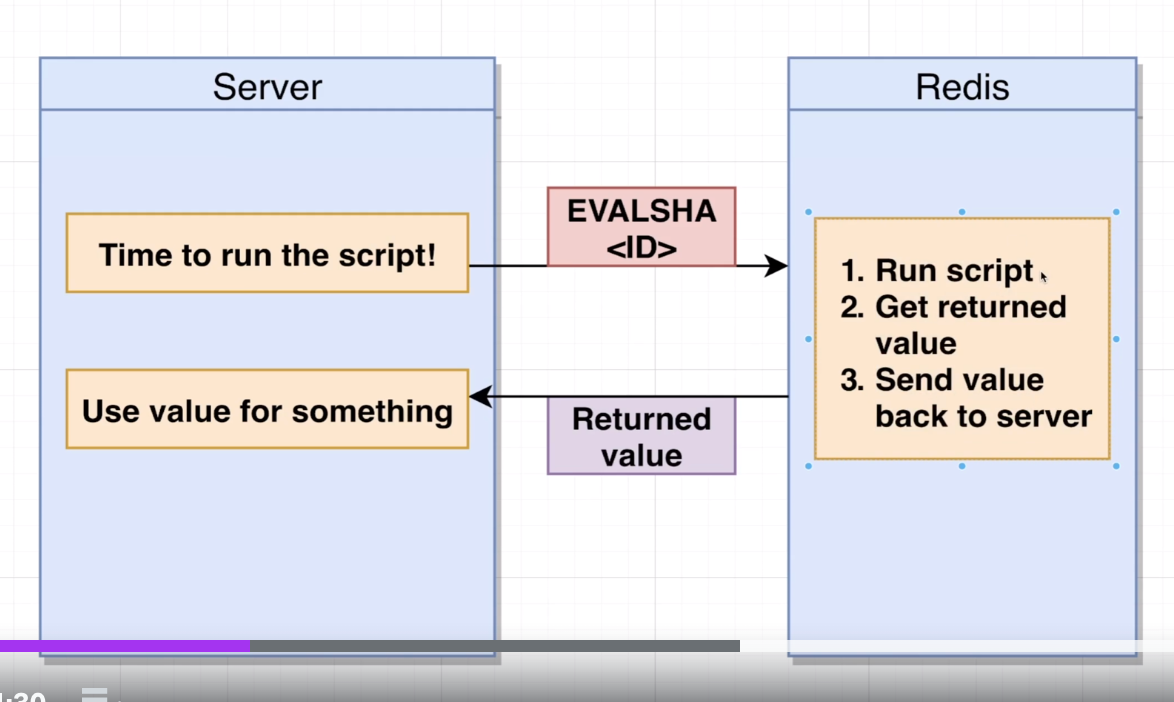 Server
Redis
Time to run the script!
EVALSHA
<ID>
1. Run script
2. Get returned
value
3. Send value
back to server
Use value for something
Returned
value
:30